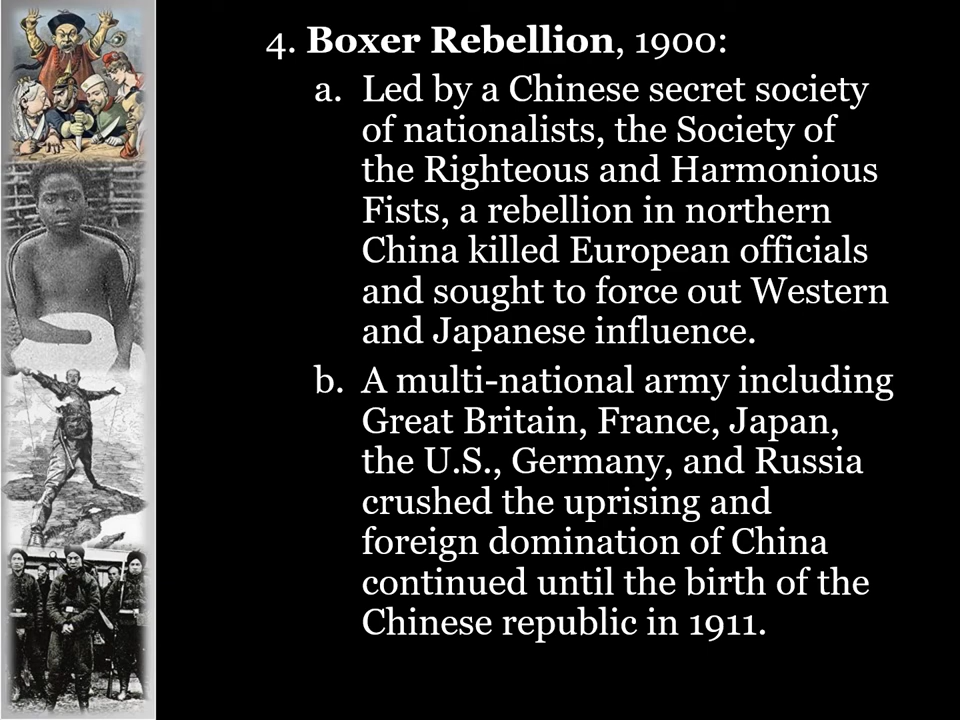 4. Boxer Rebellion, 1900:
a. Led by a Chinese secret society
of nationalists, the Society of
the Righteous and Harmonious
Fists, a rebellion in northern
China killed European officials
and sought to force out Western
and Japanese influence.
b. A multi-national army including
Great Britain, France, Japan,
the U.S., Germany, and Russia
crushed the uprising and
foreign domination of China
continued until the birth of the
Chinese republic in 1911.